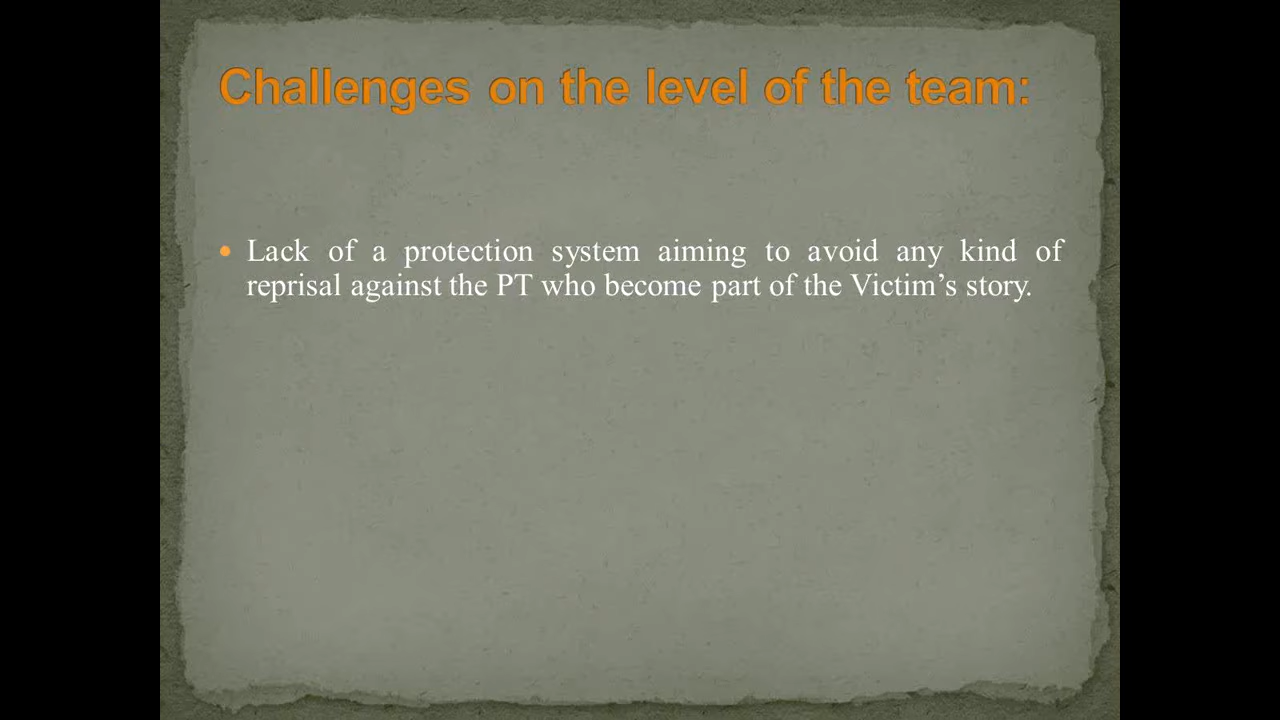 Challenges on the level of the team:
Lack of a protection system aiming to avoid any kind of
reprisal against the PT who become part of the Victim’s story.